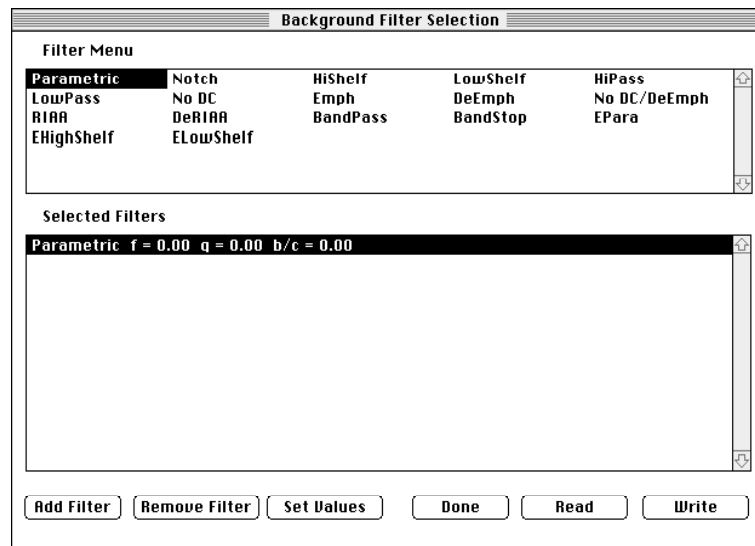 Background Filter Selection
Filter Menu
Parametric Notch HiShelf LowShelf HiPass
LowPass No DC Emph DeEmph No DC/DeEmph
RIAA DeRIAA BandPass BandStop EPara
EHighShelf ELowShelf
Selected Filters
Parametric f = 0.00 q = 0.00 b/c = 0.00
Add Filter Remove Filter Set Values Done Read Write